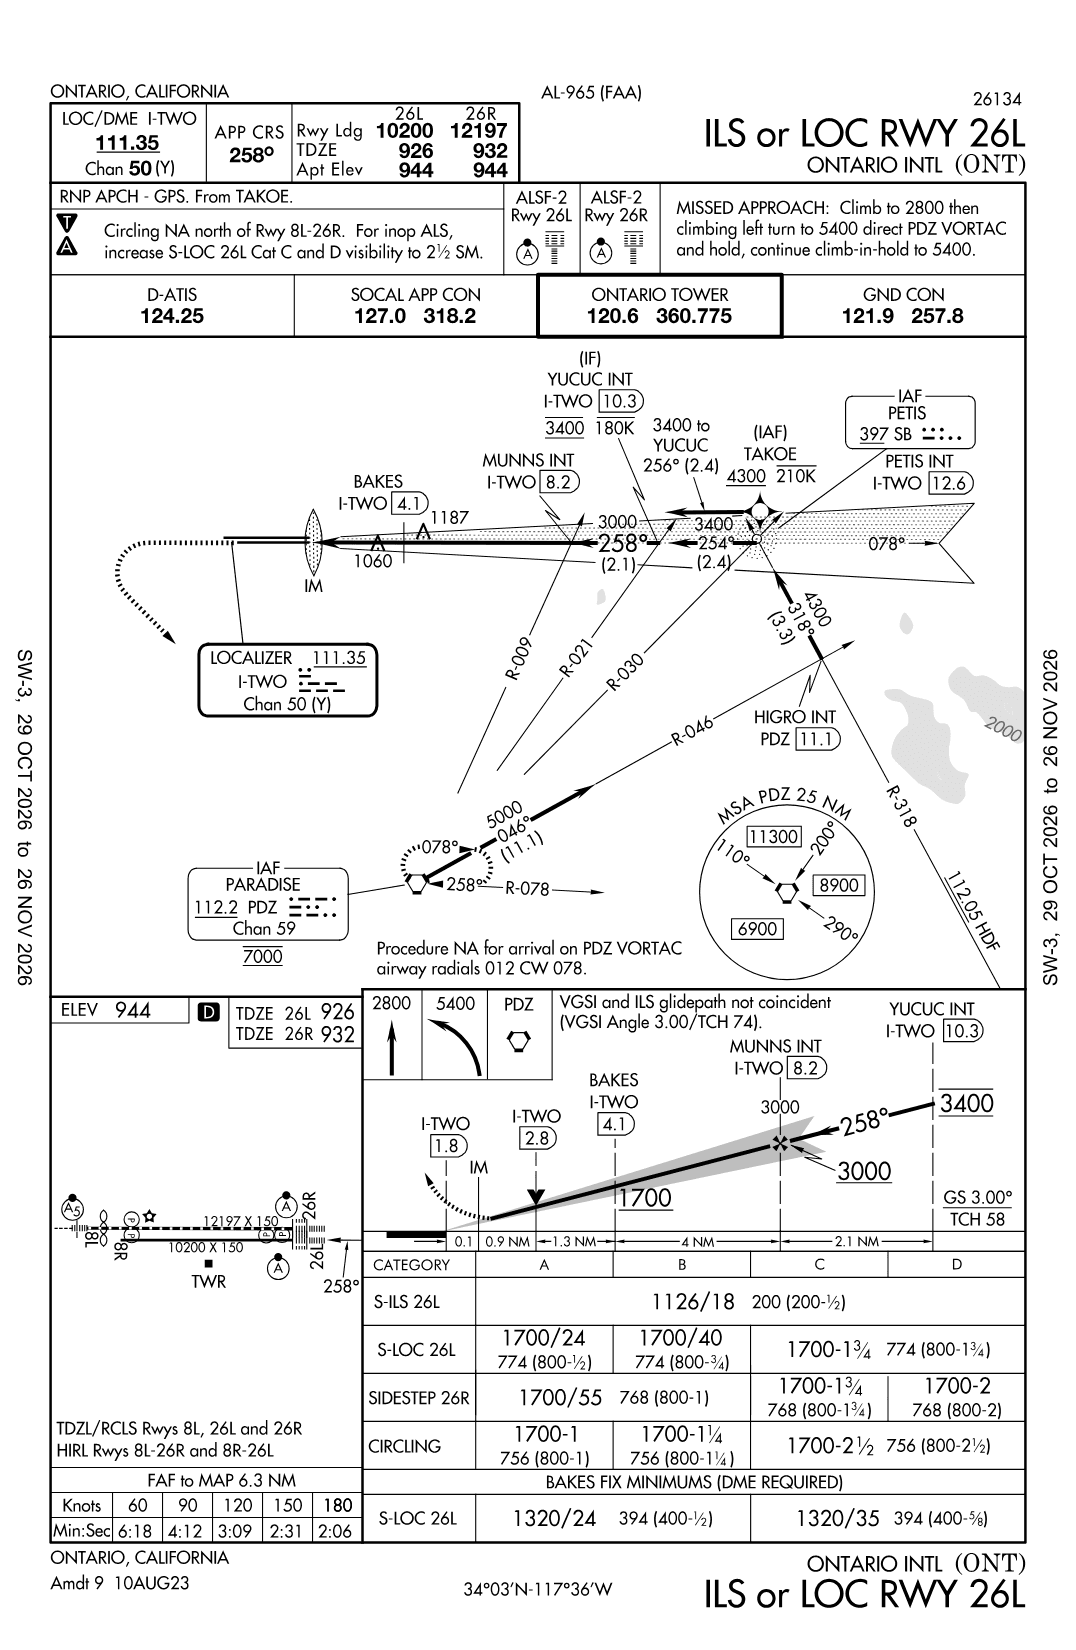 ONTARIO, CALIFORNIA
AL-965 (FAA)
26134
LOC/DME I-TWO
111.35
Chan 50 (Y)
APP CRS
258°
26L 26R
Rwy Ldg 10200 12197
TDZE 926 932
Apt Elev 944 944
ILS or LOC RWY 26L
ONTARIO INTL (ONT)
RNP APCH - GPS. From TAKOE.
T
A
Circling NA north of Rwy 8L-26R. For inop ALS,
increase S-LOC 26L Cat C and D visibility to 2½ SM.
ALSF-2
Rwy 26L
A
ALSF-2
Rwy 26R
A
MISSED APPROACH: Climb to 2800 then
climbing left turn to 5400 direct PDZ VORTAC
and hold, continue climb-in-hold to 5400.
D-ATIS
124.25
SOCAL APP CON
127.0 318.2
ONTARIO TOWER
120.6 360.775
GND CON
121.9 257.8
(IF)
YUCUC INT
I-TWO 10.3
3400 180K
3400 to
YUCUC
256° (2.4)
(IAF)
TAKOE
4300 210K
IAF
PETIS
397 SB
PETIS INT
I-TWO 12.6
MUNNS INT
I-TWO 8.2
BAKES
I-TWO 4.1
1187
1060
IM
3000
258°
(2.1)
3400
254°
(2.4)
078°
4300
318°
(3.3)
LOCALIZER 111.35
I-TWO
Chan 50 (Y)
R-009
R-021
R-030
R-046
HIGRO INT
PDZ 11.1
2000
R-318
112.05 HDF
5000
046°
(11.1)
078°
258°
R-078
IAF
PARADISE
112.2 PDZ
Chan 59
7000
MSA PDZ 25 NM
11300
110°
200°
8900
6900
290°
Procedure NA for arrival on PDZ VORTAC
airway radials 012 CW 078.
SW-3, 29 OCT 2026 to 26 NOV 2026
SW-3, 29 OCT 2026 to 26 NOV 2026
ELEV 944
D
TDZE 26L 926
TDZE 26R 932
A5
8L
8R
P
P
P
12197 X 150
10200 X 150
A
A
26R
26L
TWR
258°
TDZL/RCLS Rwys 8L, 26L and 26R
HIRL Rwys 8L-26R and 8R-26L
FAF to MAP 6.3 NM
Knots 60 90 120 150 180
Min:Sec 6:18 4:12 3:09 2:31 2:06
2800
5400
PDZ
VGSI and ILS glidepath not coincident
(VGSI Angle 3.00/TCH 74).
YUCUC INT
I-TWO 10.3
MUNNS INT
I-TWO 8.2
BAKES
I-TWO
4.1
I-TWO
2.8
I-TWO
1.8
IM
3000
258°
3400
3000
1700
GS 3.00°
TCH 58
0.1 0.9 NM 1.3 NM 4 NM 2.1 NM
CATEGORY A B C D
S-ILS 26L 1126/18 200 (200-½)
S-LOC 26L 1700/24 774 (800-½) 1700/40 774 (800-¾) 1700-1¾ 774 (800-1¾)
SIDESTEP 26R 1700/55 768 (800-1) 1700-1¾ 768 (800-1¾) 1700-2 768 (800-2)
CIRCLING 1700-1 756 (800-1) 1700-1¼ 756 (800-1¼) 1700-2½ 756 (800-2½)
BAKES FIX MINIMUMS (DME REQUIRED)
S-LOC 26L 1320/24 394 (400-½) 1320/35 394 (400-⅝)
ONTARIO, CALIFORNIA
Amdt 9 10AUG23
34°03'N-117°36'W
ONTARIO INTL (ONT)
ILS or LOC RWY 26L